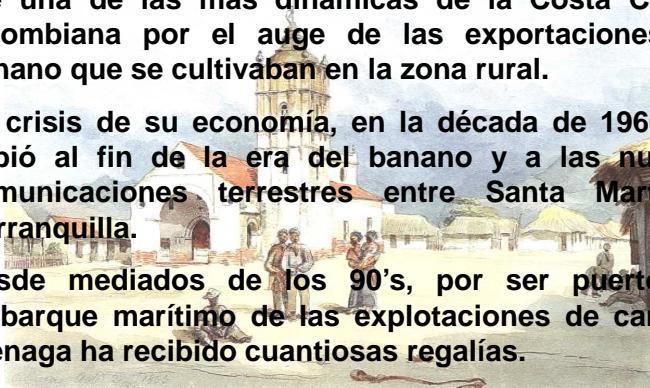 e una de las más dinámicas de la Costa C
ombiana por el auge de las exportaciones
nano que se cultivaban en la zona rural.
crisis de su economía, en la década de 196
bió al fin de la era del banano y a las nu
municaciones terrestres entre Santa Mar
rranquilla.
sde mediados de los 90’s, por ser puert
barque marítimo de las explotaciones de car
enaga ha recibido cuantiosas regalías.